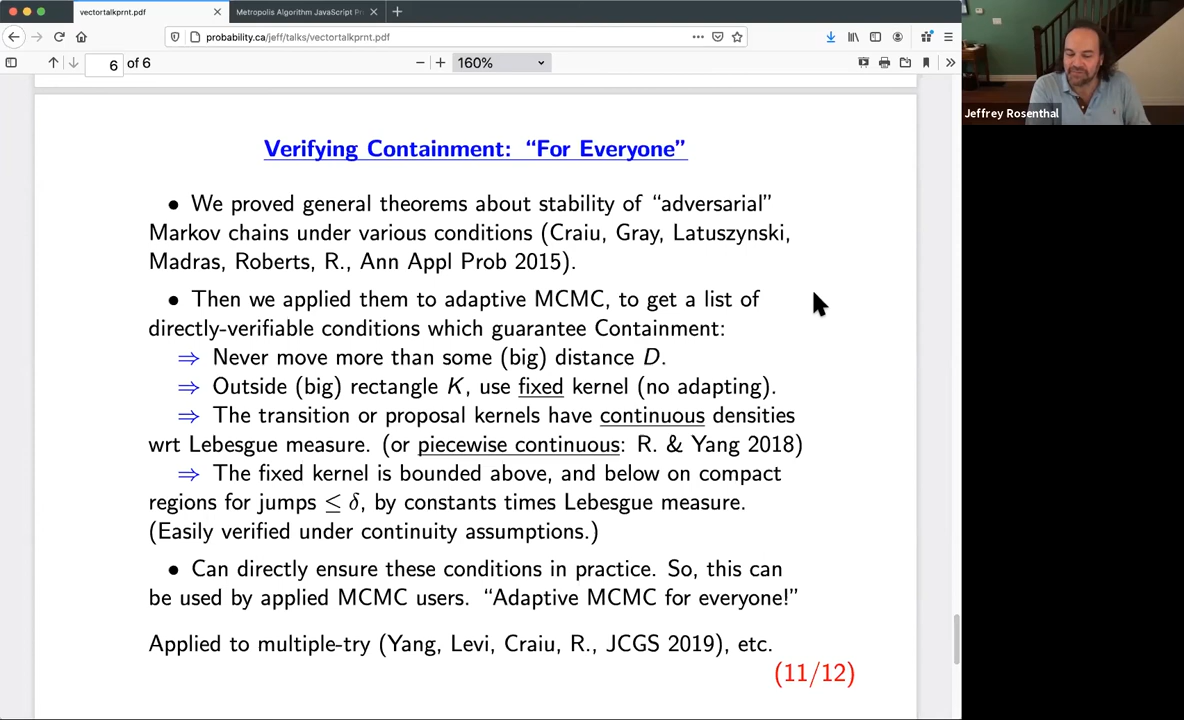 vectortalkprnt.pdf
Metropolis Algorithm JavaScript Pr
probability.ca/jeff/talks/vectortalkprnt.pdf
6 of 6
160%
Jeffrey Rosenthal
Verifying Containment: “For Everyone”
• We proved general theorems about stability of “adversarial”
Markov chains under various conditions (Craiu, Gray, Latuszynski,
Madras, Roberts, R., Ann Appl Prob 2015).
• Then we applied them to adaptive MCMC, to get a list of
directly-verifiable conditions which guarantee Containment:
⇒ Never move more than some (big) distance D.
⇒ Outside (big) rectangle K, use fixed kernel (no adapting).
⇒ The transition or proposal kernels have continuous densities
wrt Lebesgue measure. (or piecewise continuous: R. & Yang 2018)
⇒ The fixed kernel is bounded above, and below on compact
regions for jumps ≤ δ, by constants times Lebesgue measure.
(Easily verified under continuity assumptions.)
• Can directly ensure these conditions in practice. So, this can
be used by applied MCMC users. “Adaptive MCMC for everyone!”
Applied to multiple-try (Yang, Levi, Craiu, R., JCGS 2019), etc.
(11/12)